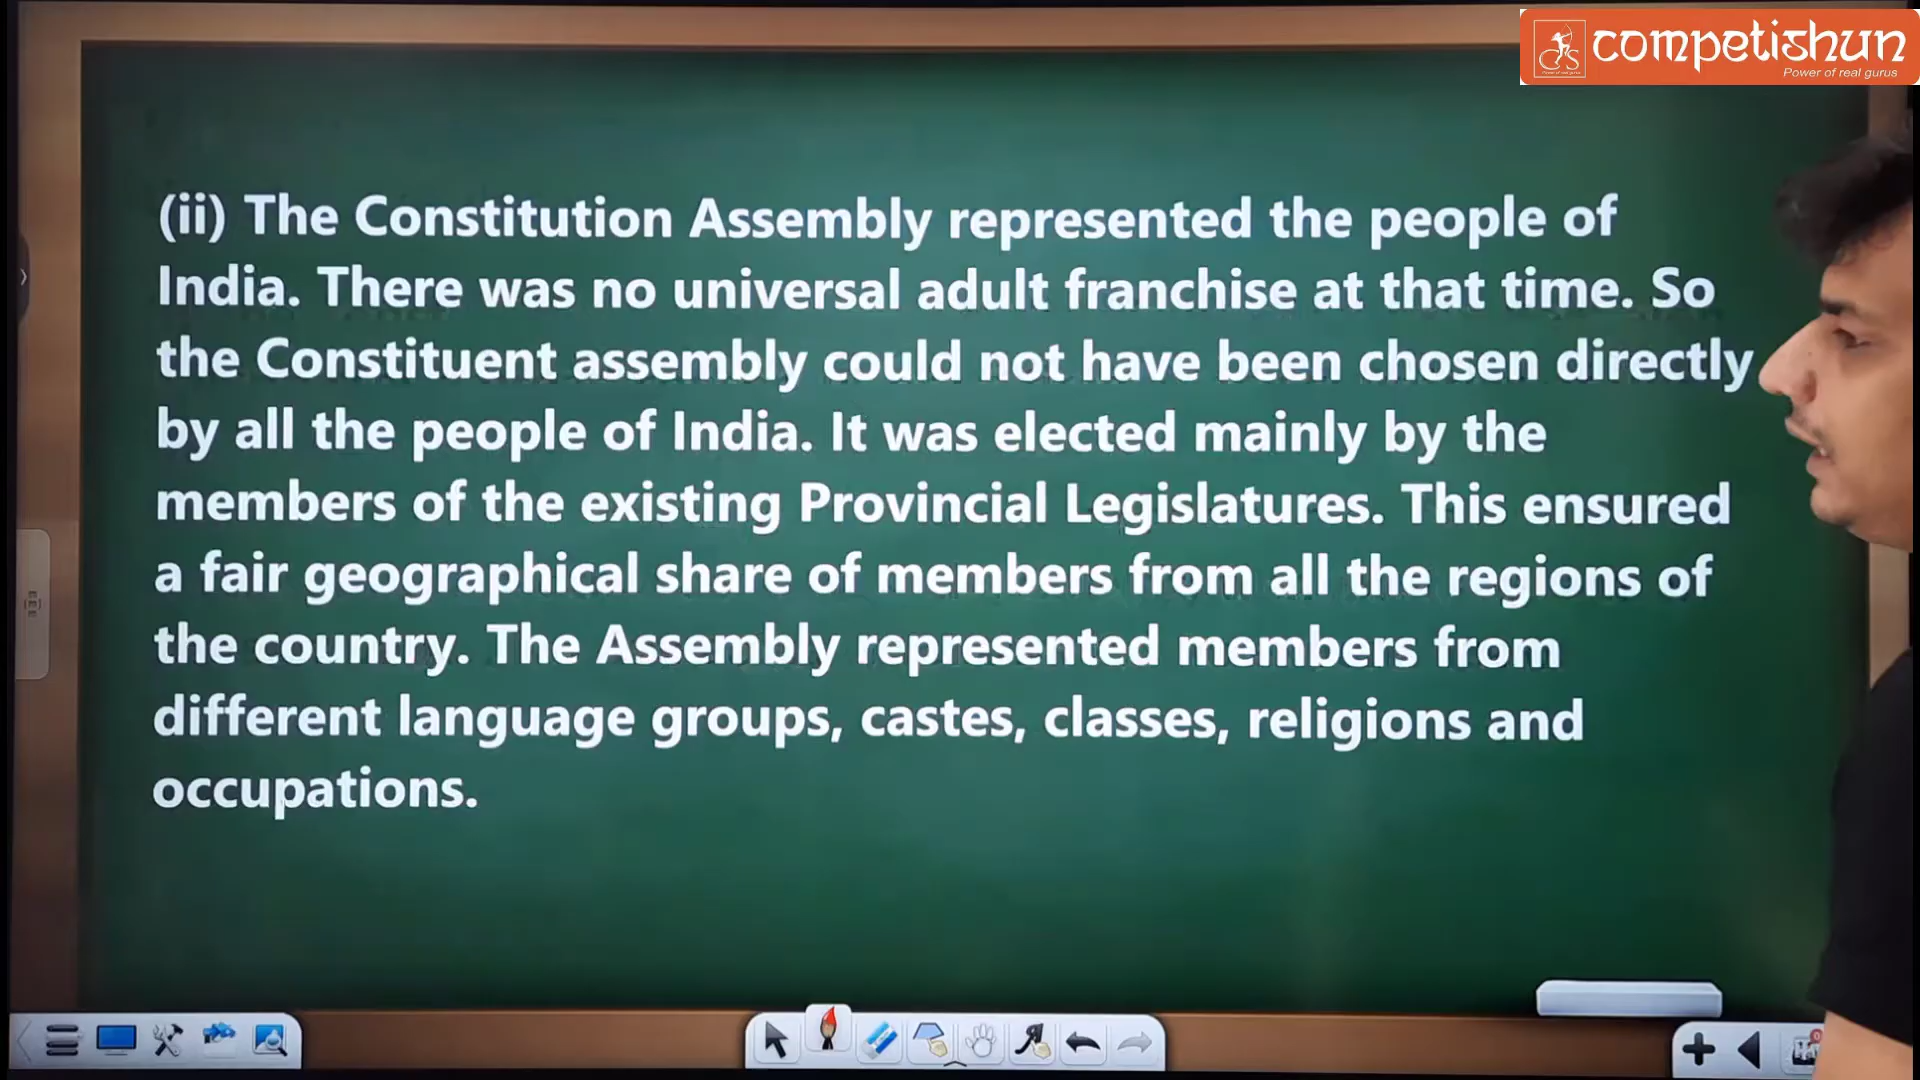 competishun
Power of real gurus
(ii) The Constitution Assembly represented the people of
India. There was no universal adult franchise at that time. So
the Constituent assembly could not have been chosen directly
by all the people of India. It was elected mainly by the
members of the existing Provincial Legislatures. This ensured
a fair geographical share of members from all the regions of
the country. The Assembly represented members from
different language groups, castes, classes, religions and
occupations.